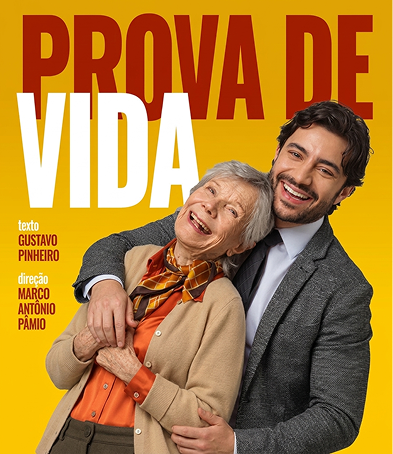 PROVA DE
VIDA
texto
GUSTAVO
PINHEIRO
direção
MARCO
ANTÔNIO
PÂMIO